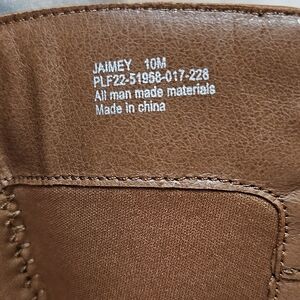 JAIMEY 10M
PLF22-51958-017-228
All man made materials
Made in china